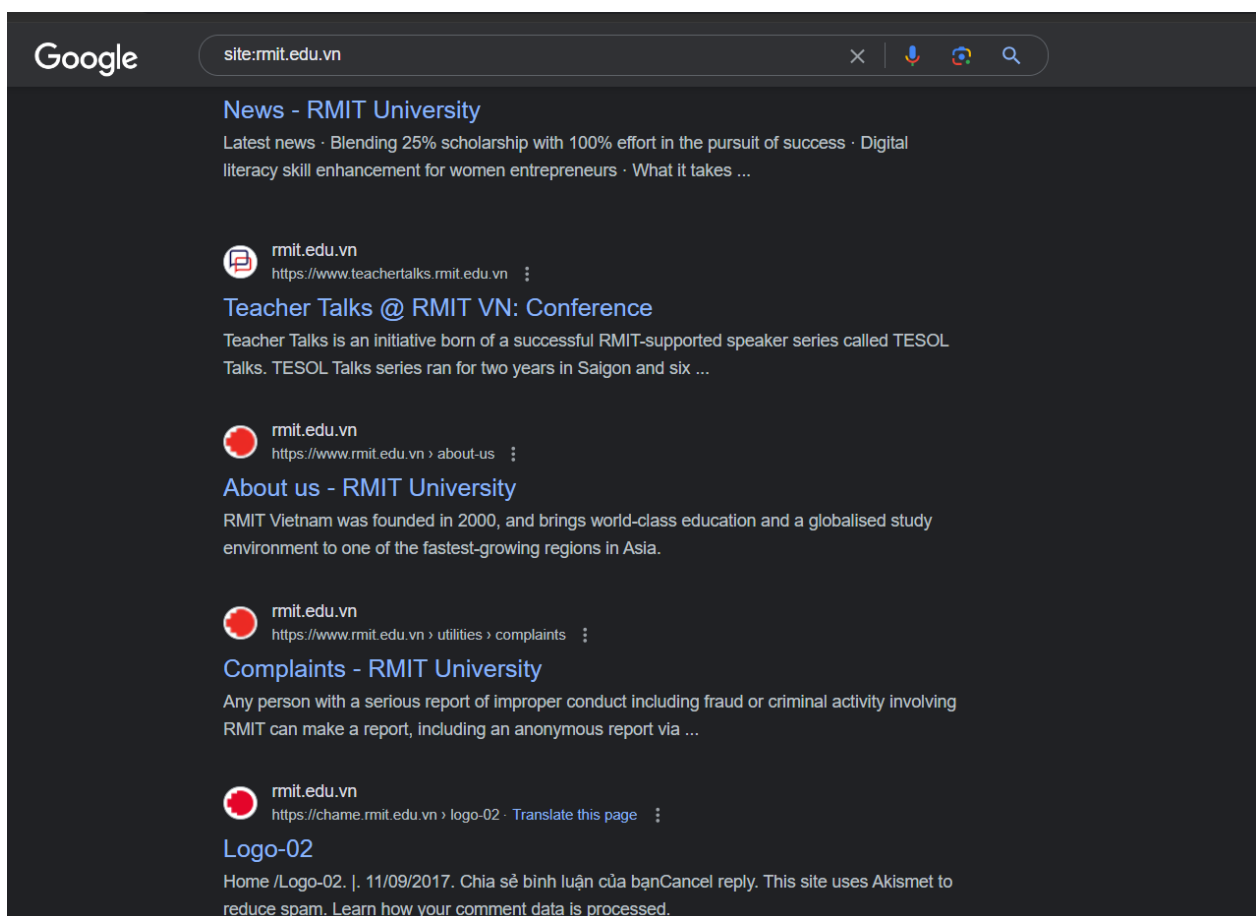 Google
site:rmit.edu.vn
News - RMIT University
Latest news · Blending 25% scholarship with 100% effort in the pursuit of success · Digital
literacy skill enhancement for women entrepreneurs · What it takes ...
rmit.edu.vn
https://www.teachertalks.rmit.edu.vn
Teacher Talks @ RMIT VN: Conference
Teacher Talks is an initiative born of a successful RMIT-supported speaker series called TESOL
Talks. TESOL Talks series ran for two years in Saigon and six ...
rmit.edu.vn
https://www.rmit.edu.vn › about-us
About us - RMIT University
RMIT Vietnam was founded in 2000, and brings world-class education and a globalised study
environment to one of the fastest-growing regions in Asia.
rmit.edu.vn
https://www.rmit.edu.vn › utilities › complaints
Complaints - RMIT University
Any person with a serious report of improper conduct including fraud or criminal activity involving
RMIT can make a report, including an anonymous report via ...
rmit.edu.vn
https://chame.rmit.edu.vn › logo-02 · Translate this page
Logo-02
Home /Logo-02. |. 11/09/2017. Chia sẻ bình luận của bạnCancel reply. This site uses Akismet to
reduce spam. Learn how your comment data is processed.